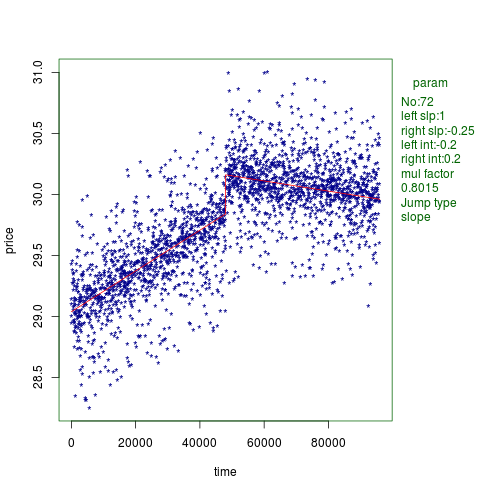 param
No:72
left slp:1
right slp:-0.25
left int:-0.2
right int:0.2
mul factor
0.8015
Jump type
slope
price
31.0
30.5
30.0
29.5
29.0
28.5
0 20000 40000 60000 80000
time